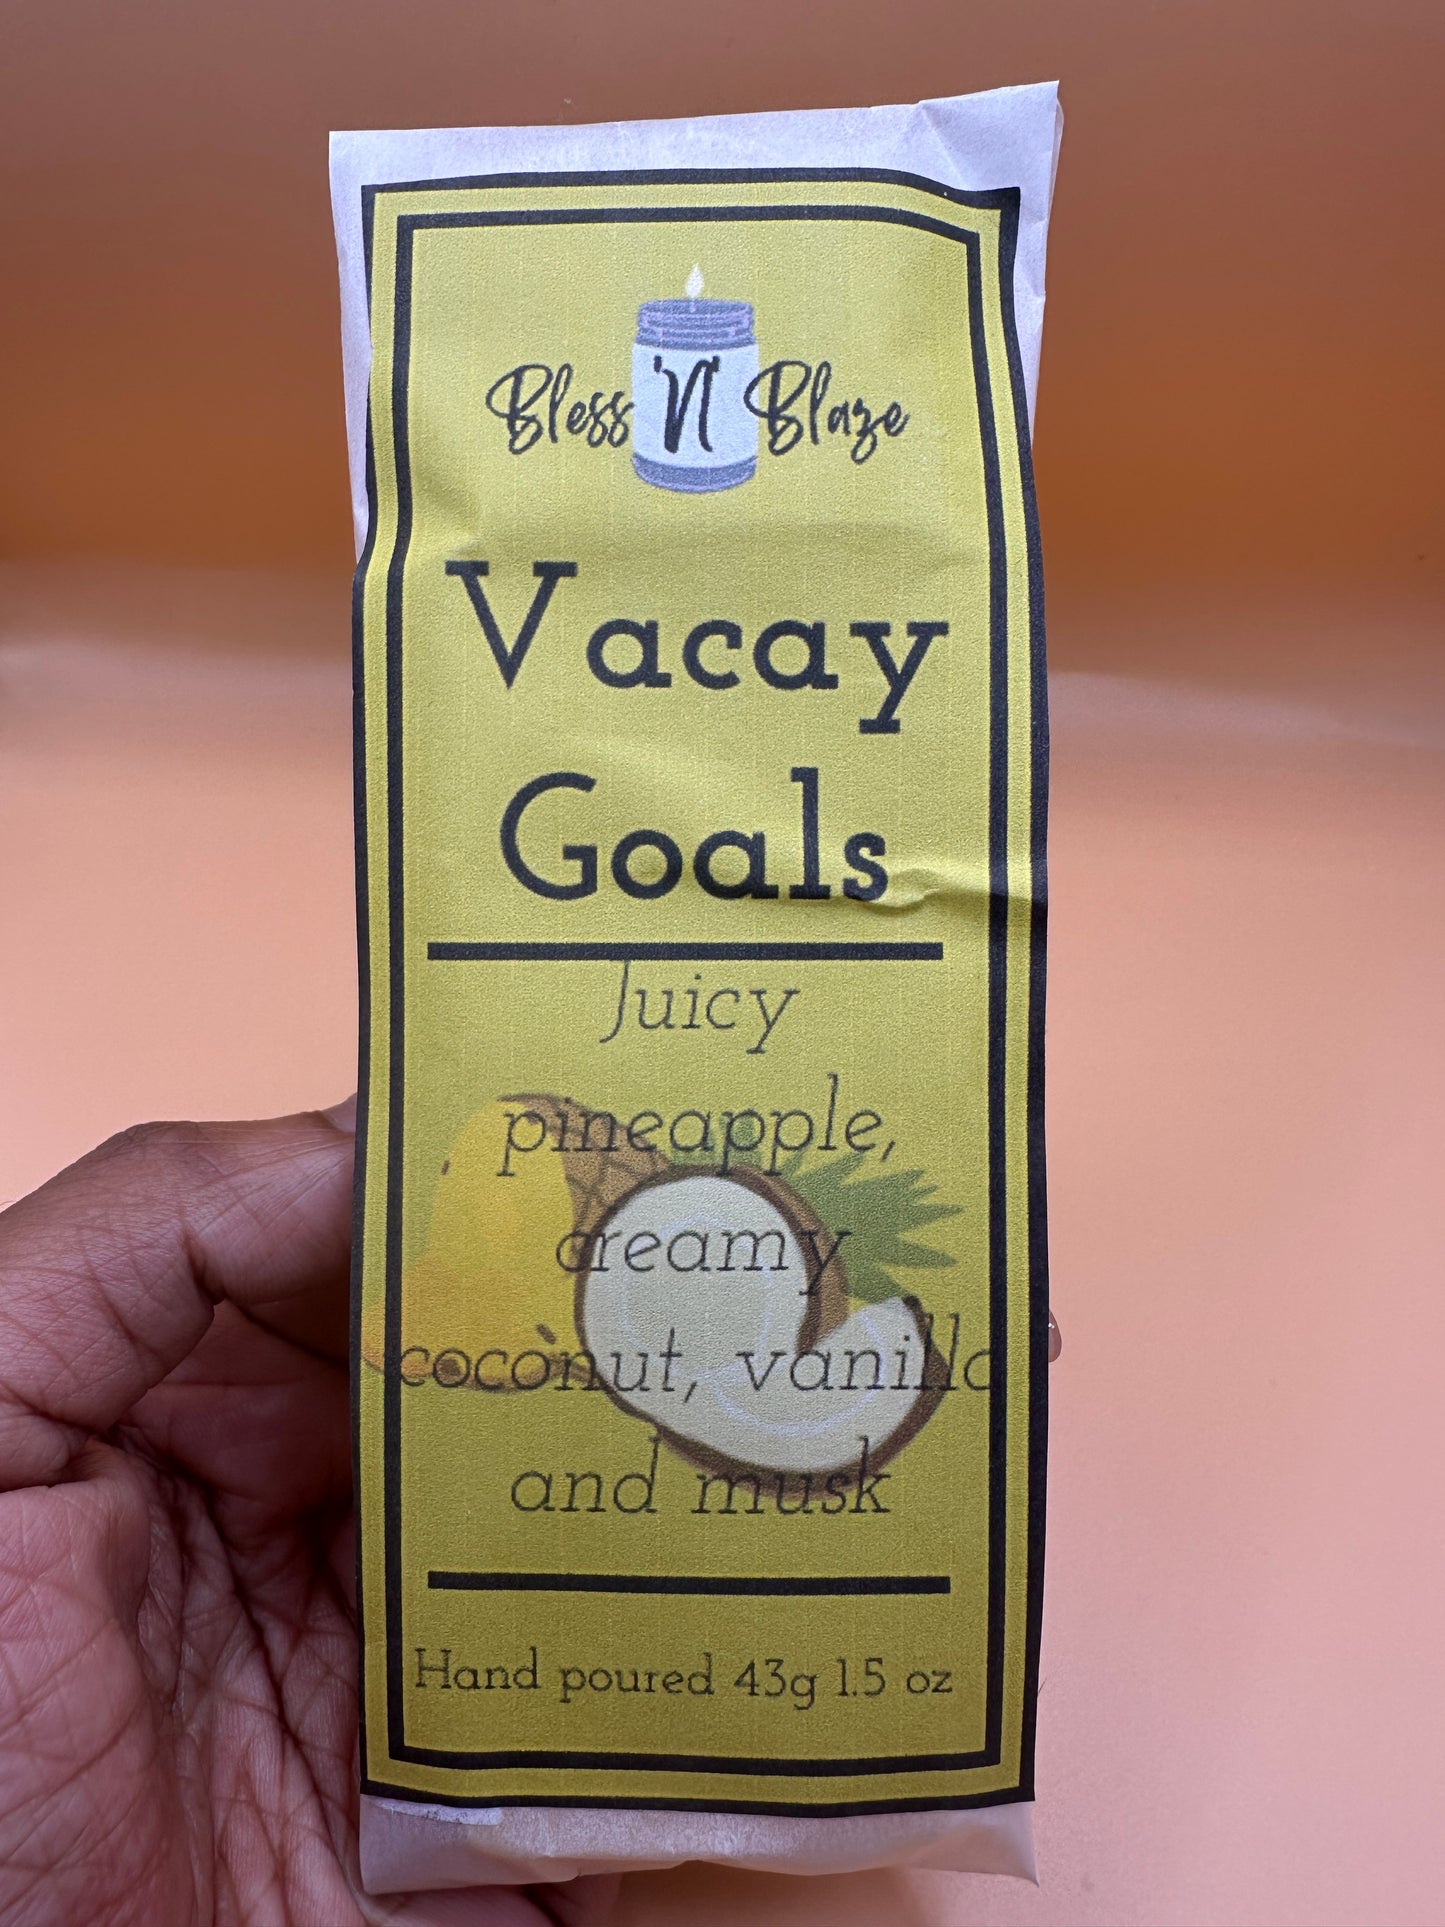 Bless 'N' Blaze
Vacay
Goals
Juicy
pineapple,
creamy
coconut, vanilla
and musk
Hand poured 43g 1.5 oz